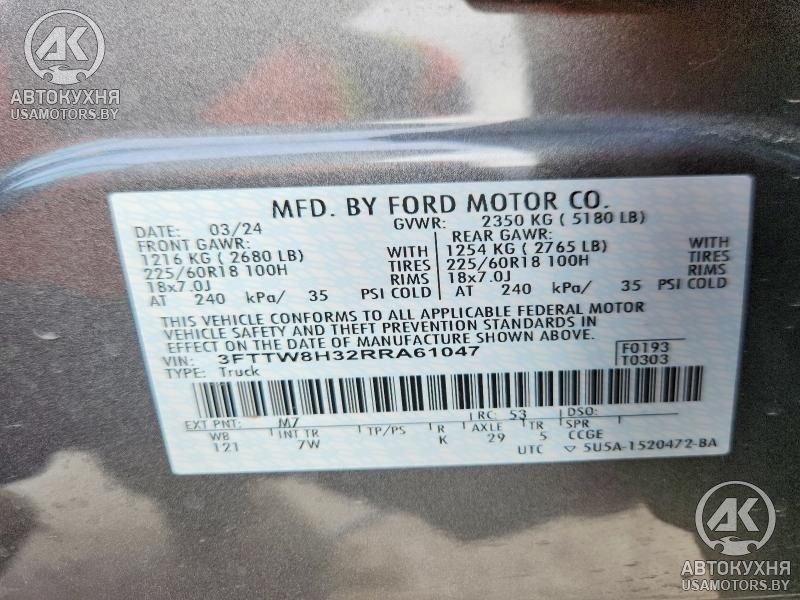 AK
АВТОКУХНЯ
USAMOTORS.BY
MFD. BY FORD MOTOR CO.
DATE: 03/24 GVWR: 2350 KG ( 5180 LB)
FRONT GAWR: REAR GAWR:
1216 KG ( 2680 LB) WITH 1254 KG ( 2765 LB) WITH
225/60R18 100H TIRES 225/60R18 100H TIRES
18x7.0J RIMS 18x7.0J RIMS
AT 240 kPa/ 35 PSI COLD AT 240 kPa/ 35 PSI COLD
THIS VEHICLE CONFORMS TO ALL APPLICABLE FEDERAL MOTOR
VEHICLE SAFETY AND THEFT PREVENTION STANDARDS IN
EFFECT ON THE DATE OF MANUFACTURE SHOWN ABOVE.
VIN: 3FTTW8H32RRA61047 F0193
TYPE: Truck T0303
EXT PNT: M7 RC: 53 DSO:
WB INT TR TP/PS R AXLE TR SPR
121 7W K 29 5 CCGE
UTC ▽ 5U5A-1520472-BA
AK
АВТОКУХНЯ
USAMOTORS.BY